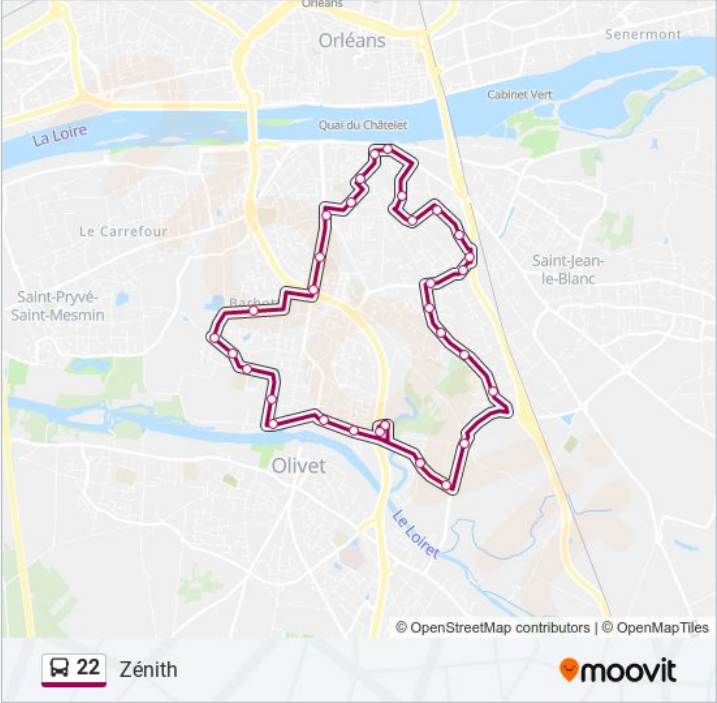 Orléans
Orléans
Senermont
Cabinet Vert
Quai du Châtelet
La Loire
Le Carrefour
Saint-Jean-
le-Blanc
Saint-Pryvé-
Saint-Mesmin
Olivet
Le Loiret
© OpenStreetMap contributors | © OpenMapTiles
22 Zénith
moovit